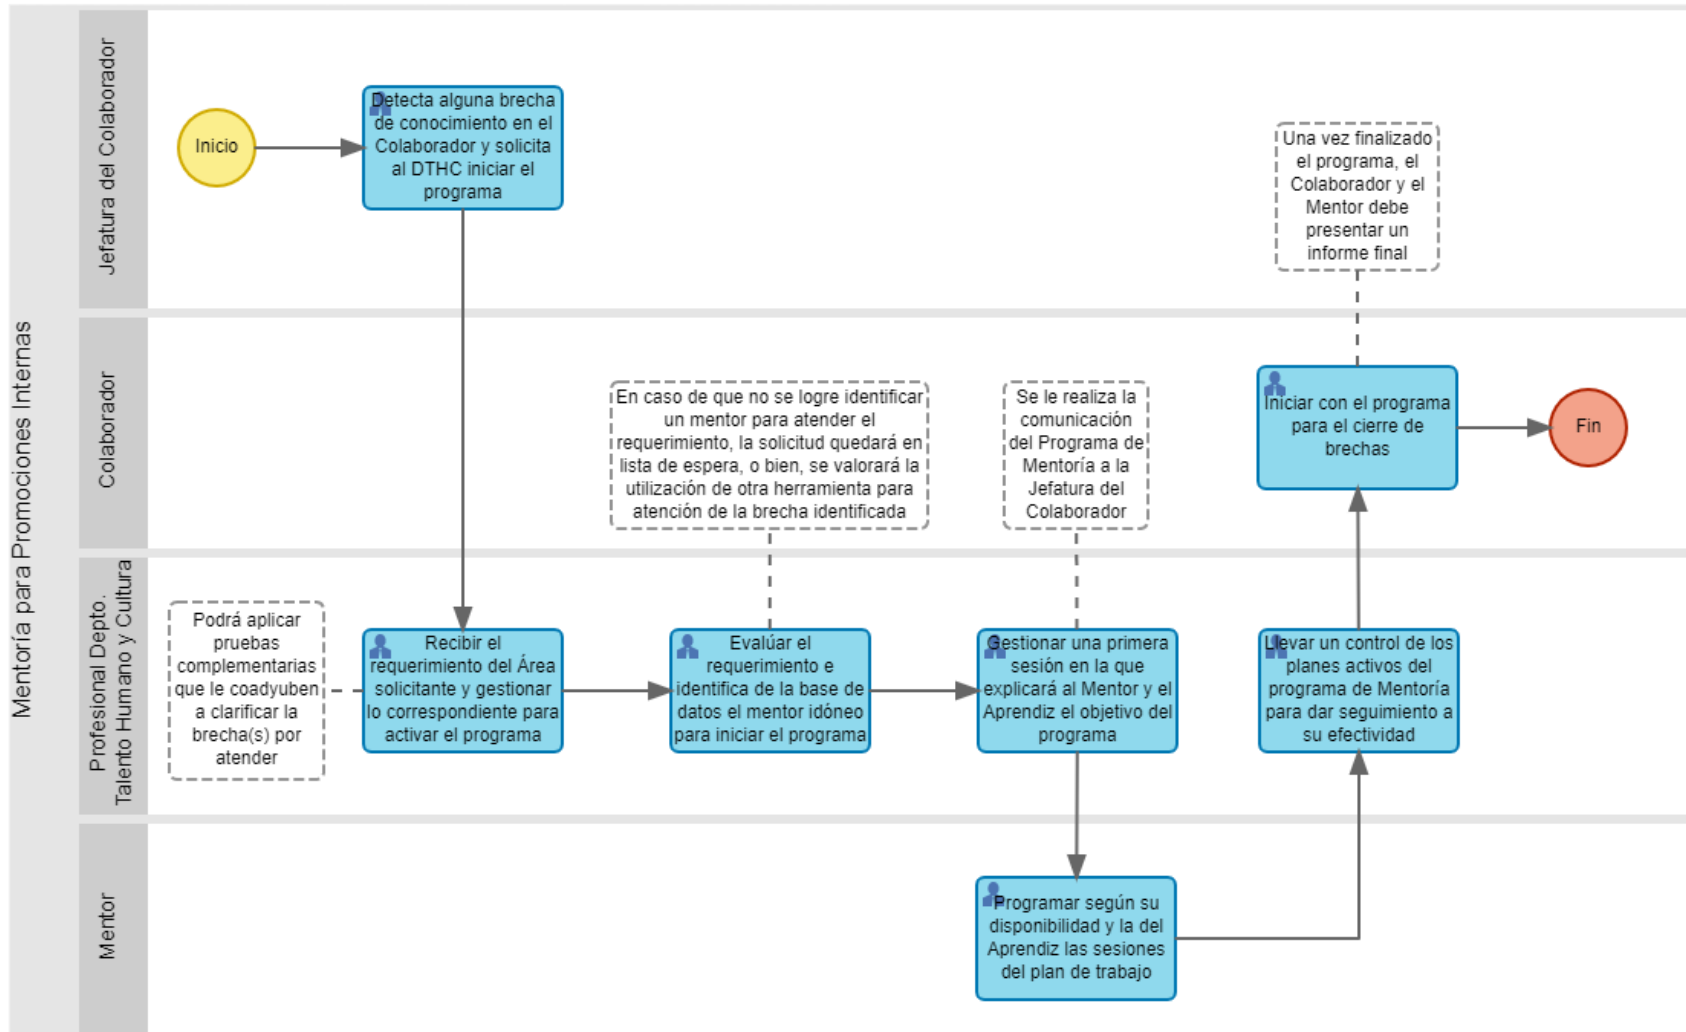 Mentoría para Promociones Internas
Jefatura del Colaborador
Inicio
Detecta alguna brecha
de conocimiento en el
Colaborador y solicita
al DTHC iniciar el
programa
Una vez finalizado
el programa, el
Colaborador y el
Mentor debe
presentar un
informe final
Colaborador
En caso de que no se logre identificar
un mentor para atender el
requerimiento, la solicitud quedará en
lista de espera, o bien, se valorará la
utilización de otra herramienta para
atención de la brecha identificada
Se le realiza la
comunicación
del Programa de
Mentoría a la
Jefatura del
Colaborador
Iniciar con el programa
para el cierre de
brechas
Fin
Profesional Depto.
Talento Humano y Cultura
Podrá aplicar
pruebas
complementarias
que le coadyuben
a clarificar la
brecha(s) por
atender
Recibir el
requerimiento del Área
solicitante y gestionar
lo correspondiente para
activar el programa
Evalúar el
requerimiento e
identifica de la base de
datos el mentor idóneo
para iniciar el programa
Gestionar una primera
sesión en la que
explicará al Mentor y el
Aprendiz el objetivo del
programa
Llevar un control de los
planes activos del
programa de Mentoría
para dar seguimiento a
su efectividad
Mentor
Programar según su
disponibilidad y la del
Aprendiz las sesiones
del plan de trabajo